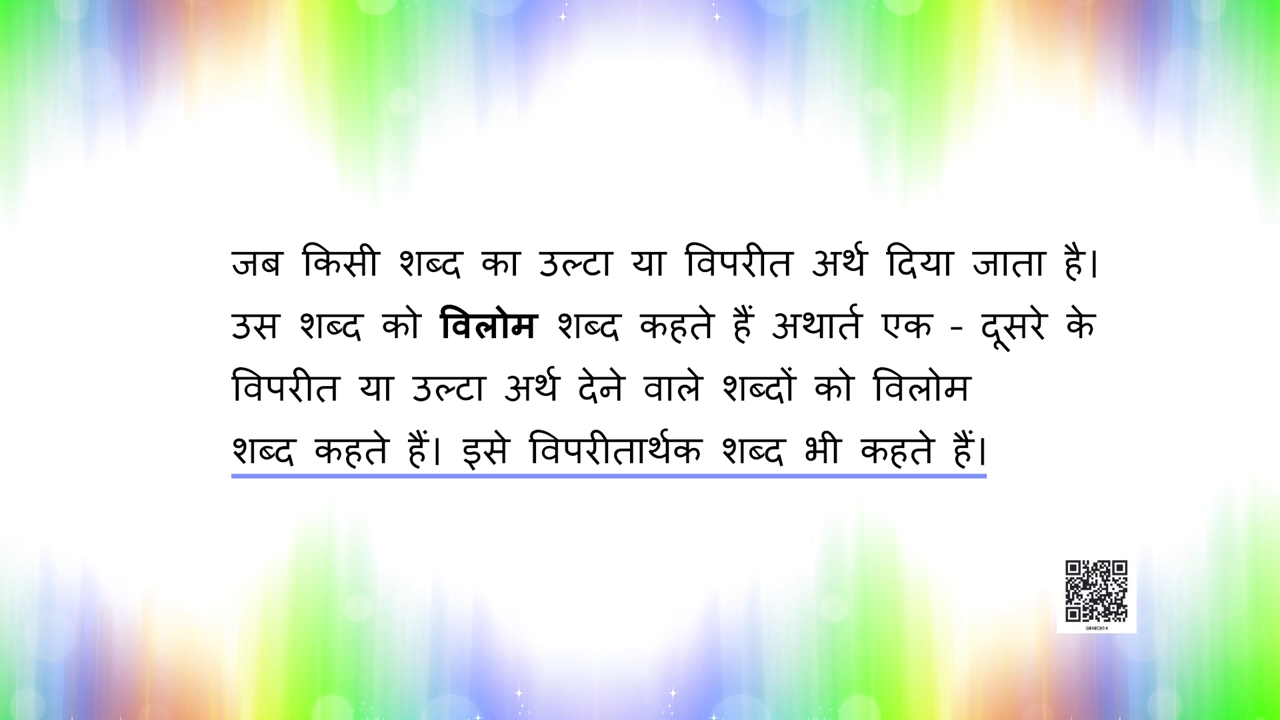 जब किसी शब्द का उल्टा या विपरीत अर्थ दिया जाता है।
उस शब्द को विलोम शब्द कहते हैं अथार्त एक - दूसरे के
विपरीत या उल्टा अर्थ देने वाले शब्दों को विलोम
शब्द कहते हैं। इसे विपरीतार्थक शब्द भी कहते हैं।